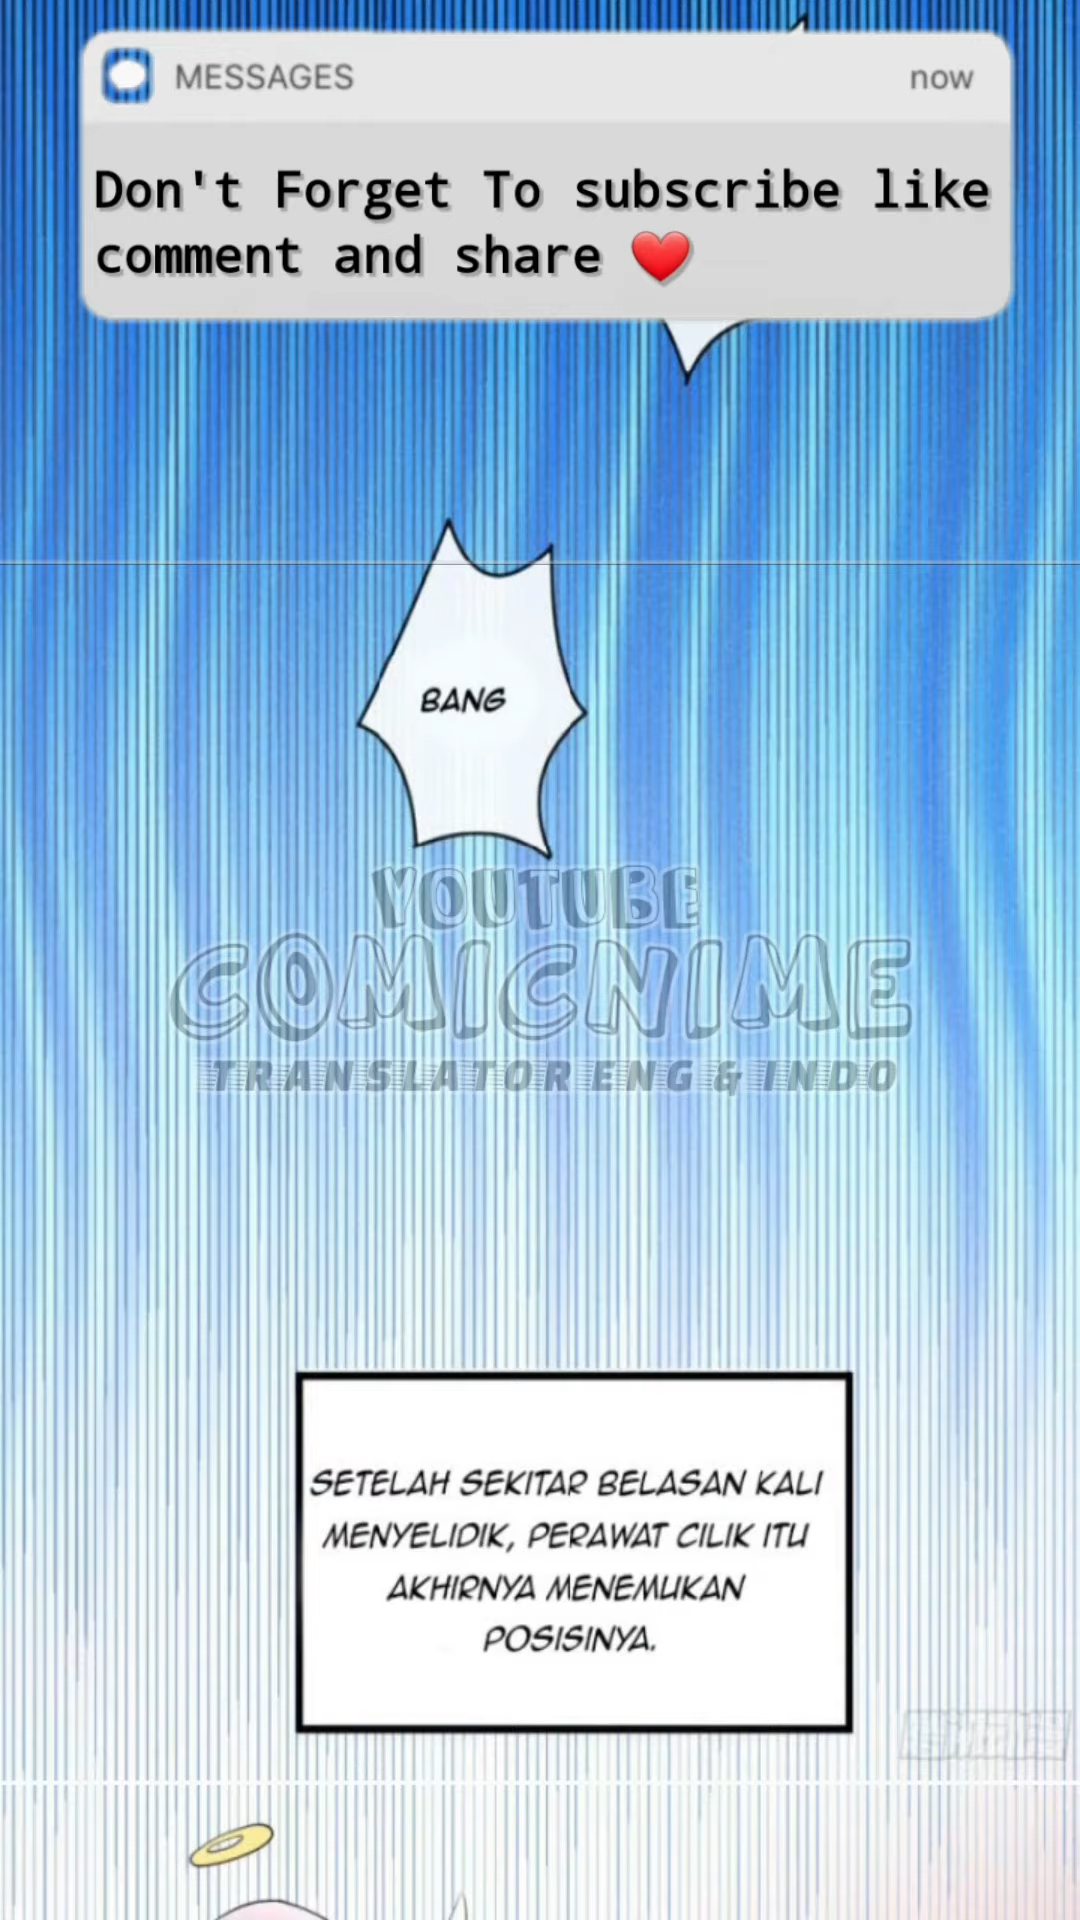 MESSAGES
now
Don't Forget To subscribe like
comment and share ❤️
BANG
YOUTUBE
COMICNIME
TRANSLATOR ENG & INDO
SETELAH SEKITAR BELASAN KALI
MENYELIDIK, PERAWAT CILIK ITU
AKHIRNYA MENEMUKAN
POSISINYA.